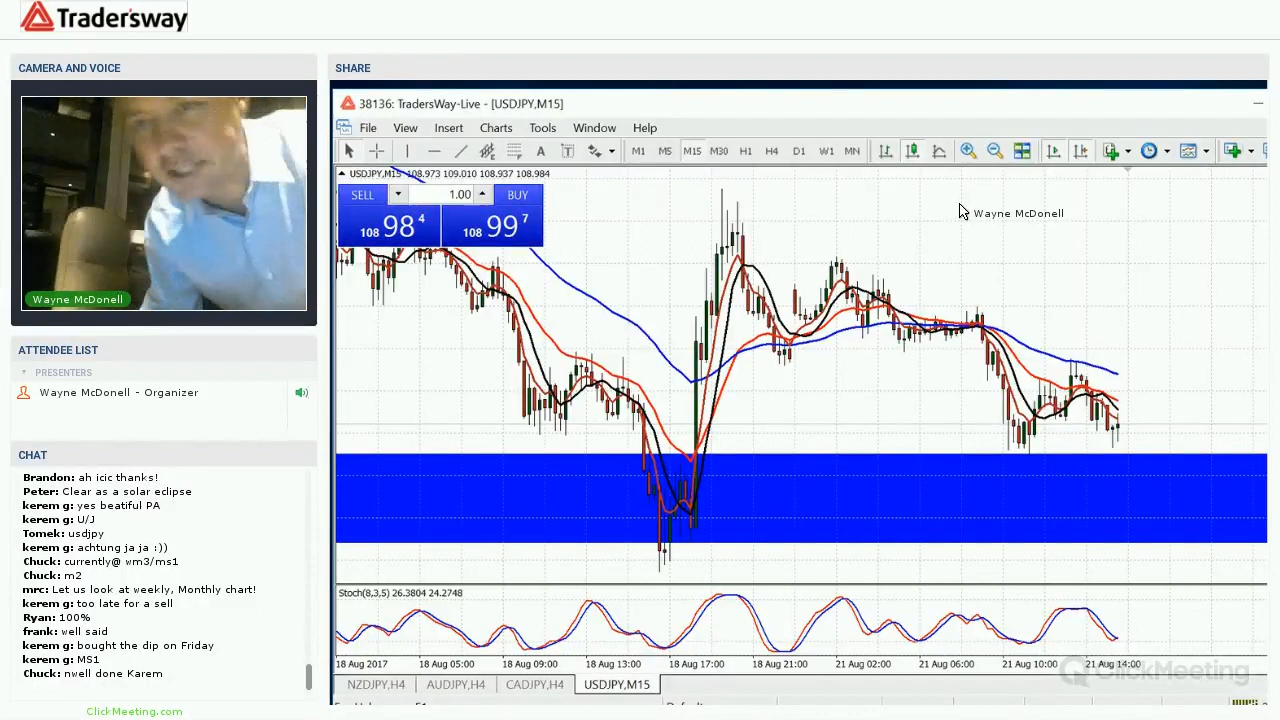 Tradersway
CAMERA AND VOICE
Wayne McDonell
ATTENDEE LIST
PRESENTERS
Wayne McDonell - Organizer
CHAT
Brandon: ah icic thanks!
Peter: Clear as a solar eclipse
kerem g: yes beatiful PA
kerem g: U/J
Tomek: usdjpy
kerem g: achtung ja ja :))
Chuck: currently@ wm3/ms1
Chuck: m2
mrc: Let us look at weekly, Monthly chart!
kerem g: too late for a sell
Ryan: 100%
frank: well said
kerem g: bought the dip on Friday
kerem g: MS1
Chuck: nwell done Karem
ClickMeeting.com
SHARE
38136: TradersWay-Live - [USDJPY,M15]
File View Insert Charts Tools Window Help
A T M1 M5 M15 M30 H1 H4 D1 W1 MN
USDJPY,M15 108.973 109.010 108.937 108.984
SELL 1.00 BUY
108 98 4 108 99 7
Wayne McDonell
Stoch(8,3,5) 26.3804 24.2748
18 Aug 2017 18 Aug 05:00 18 Aug 09:00 18 Aug 13:00 18 Aug 17:00 18 Aug 21:00 21 Aug 02:00 21 Aug 06:00 21 Aug 10:00 21 Aug 14:00
ClickMeeting
NZDJPY,H4 AUDJPY,H4 CADJPY,H4 USDJPY,M15